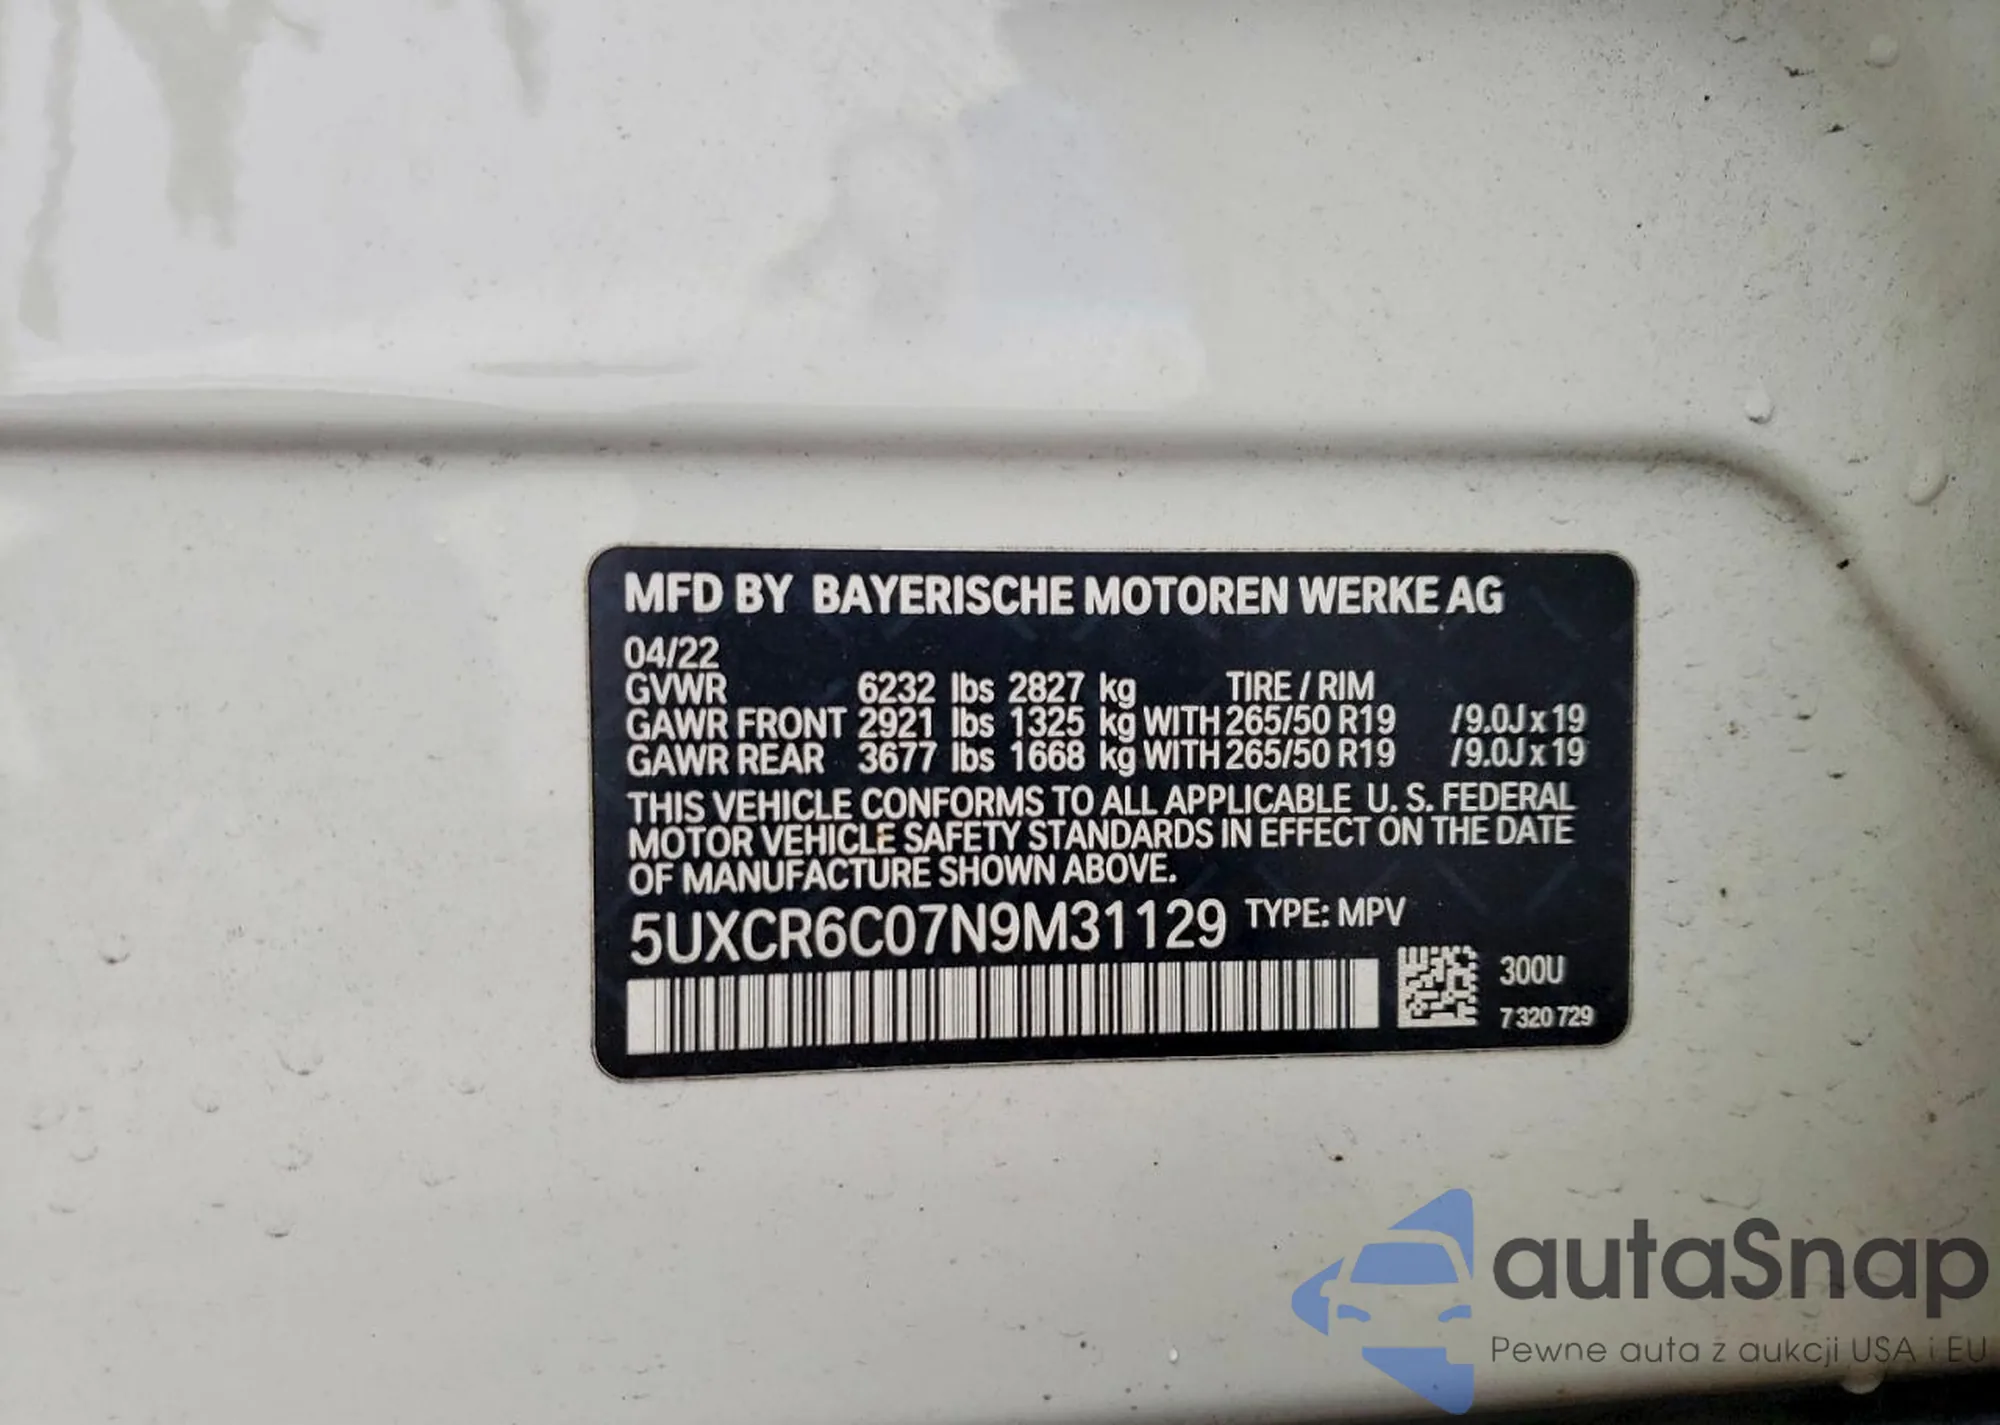 MFD BY BAYERISCHE MOTOREN WERKE AG
04/22
GVWR 6232 lbs 2827 kg TIRE / RIM
GAWR FRONT 2921 lbs 1325 kg WITH 265/50 R19 /9.0J x 19
GAWR REAR 3677 lbs 1668 kg WITH 265/50 R19 /9.0J x 19
THIS VEHICLE CONFORMS TO ALL APPLICABLE U. S. FEDERAL
MOTOR VEHICLE SAFETY STANDARDS IN EFFECT ON THE DATE
OF MANUFACTURE SHOWN ABOVE.
5UXCR6C07N9M31129 TYPE: MPV
300U
7 320 729
autaSnap
Pewne auta z aukcji USA i EU